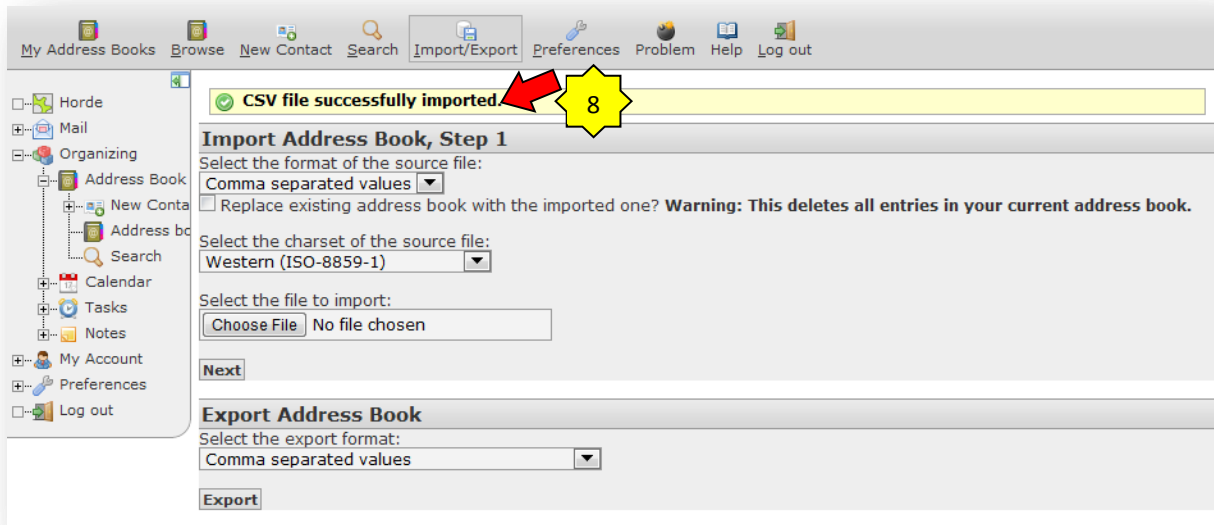 My Address Books Browse New Contact Search Import/Export Preferences Problem Help Log out
Horde
Mail
Organizing
Address Book
New Conta
Address bo
Search
Calendar
Tasks
Notes
My Account
Preferences
Log out
CSV file successfully imported.
8
Import Address Book, Step 1
Select the format of the source file:
Comma separated values
Replace existing address book with the imported one? Warning: This deletes all entries in your current address book.
Select the charset of the source file:
Western (ISO-8859-1)
Select the file to import:
Choose File No file chosen
Next
Export Address Book
Select the export format:
Comma separated values
Export